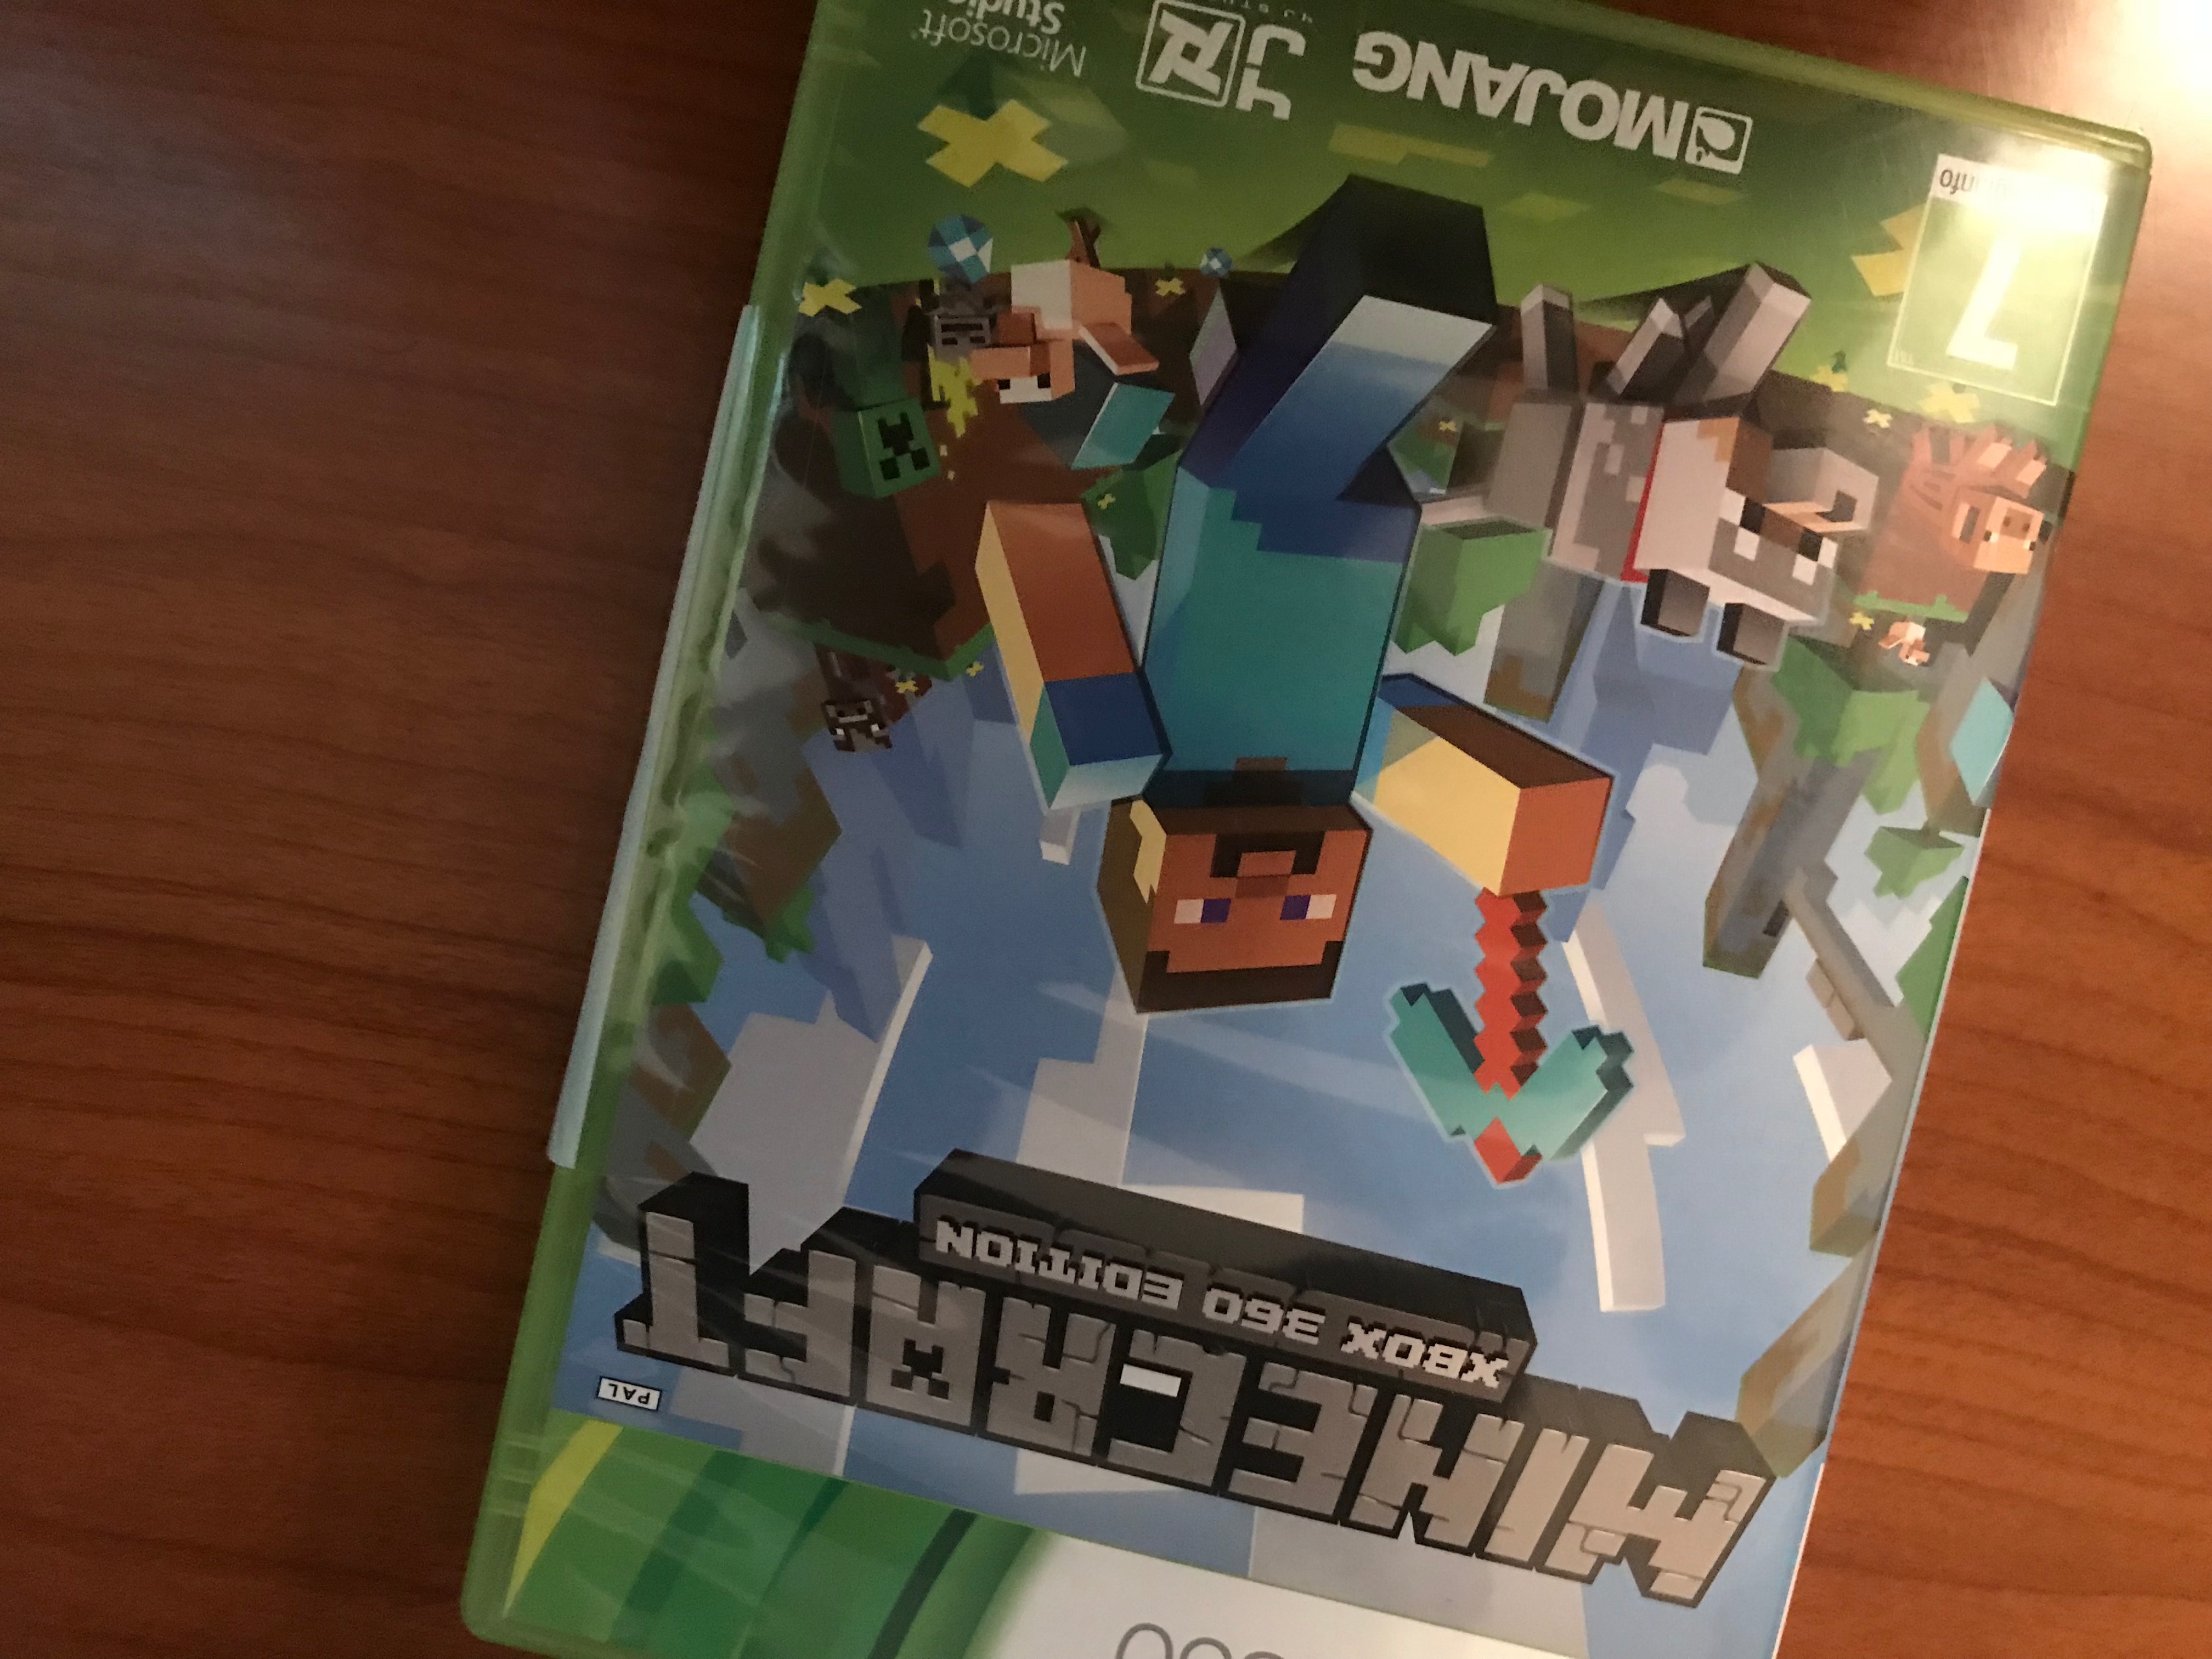 PAL
MINECRAFT
XBOX 360 EDITION
MOJANG
Microsoft
7